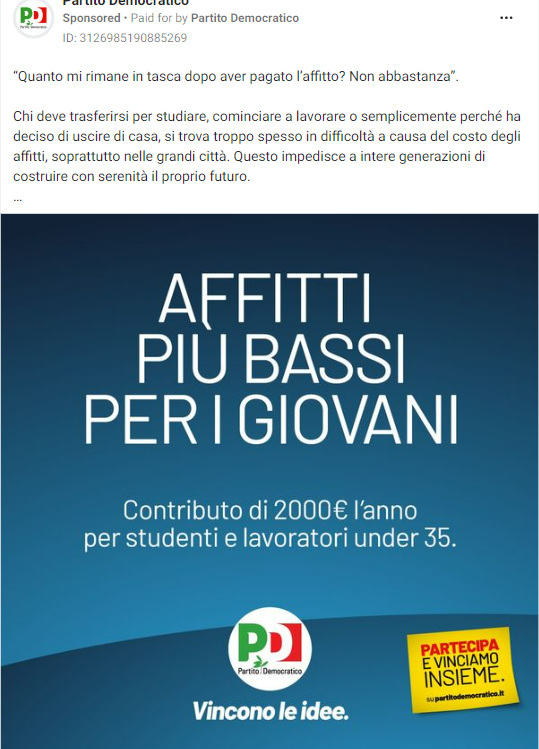 Partito Democratico
Sponsored • Paid for by Partito Democratico
ID: 3126985190885269
“Quanto mi rimane in tasca dopo aver pagato l’affitto? Non abbastanza”.
Chi deve trasferirsi per studiare, cominciare a lavorare o semplicemente perché ha
deciso di uscire di casa, si trova troppo spesso in difficoltà a causa del costo degli
affitti, soprattutto nelle grandi città. Questo impedisce a intere generazioni di
costruire con serenità il proprio futuro.
...
AFFITTI
PIÙ BASSI
PER I GIOVANI
Contributo di 2000€ l’anno
per studenti e lavoratori under 35.
PD
Partito Democratico
Vincono le idee.
PARTECIPA
E VINCIAMO
INSIEME.
su partitodemocratico.it